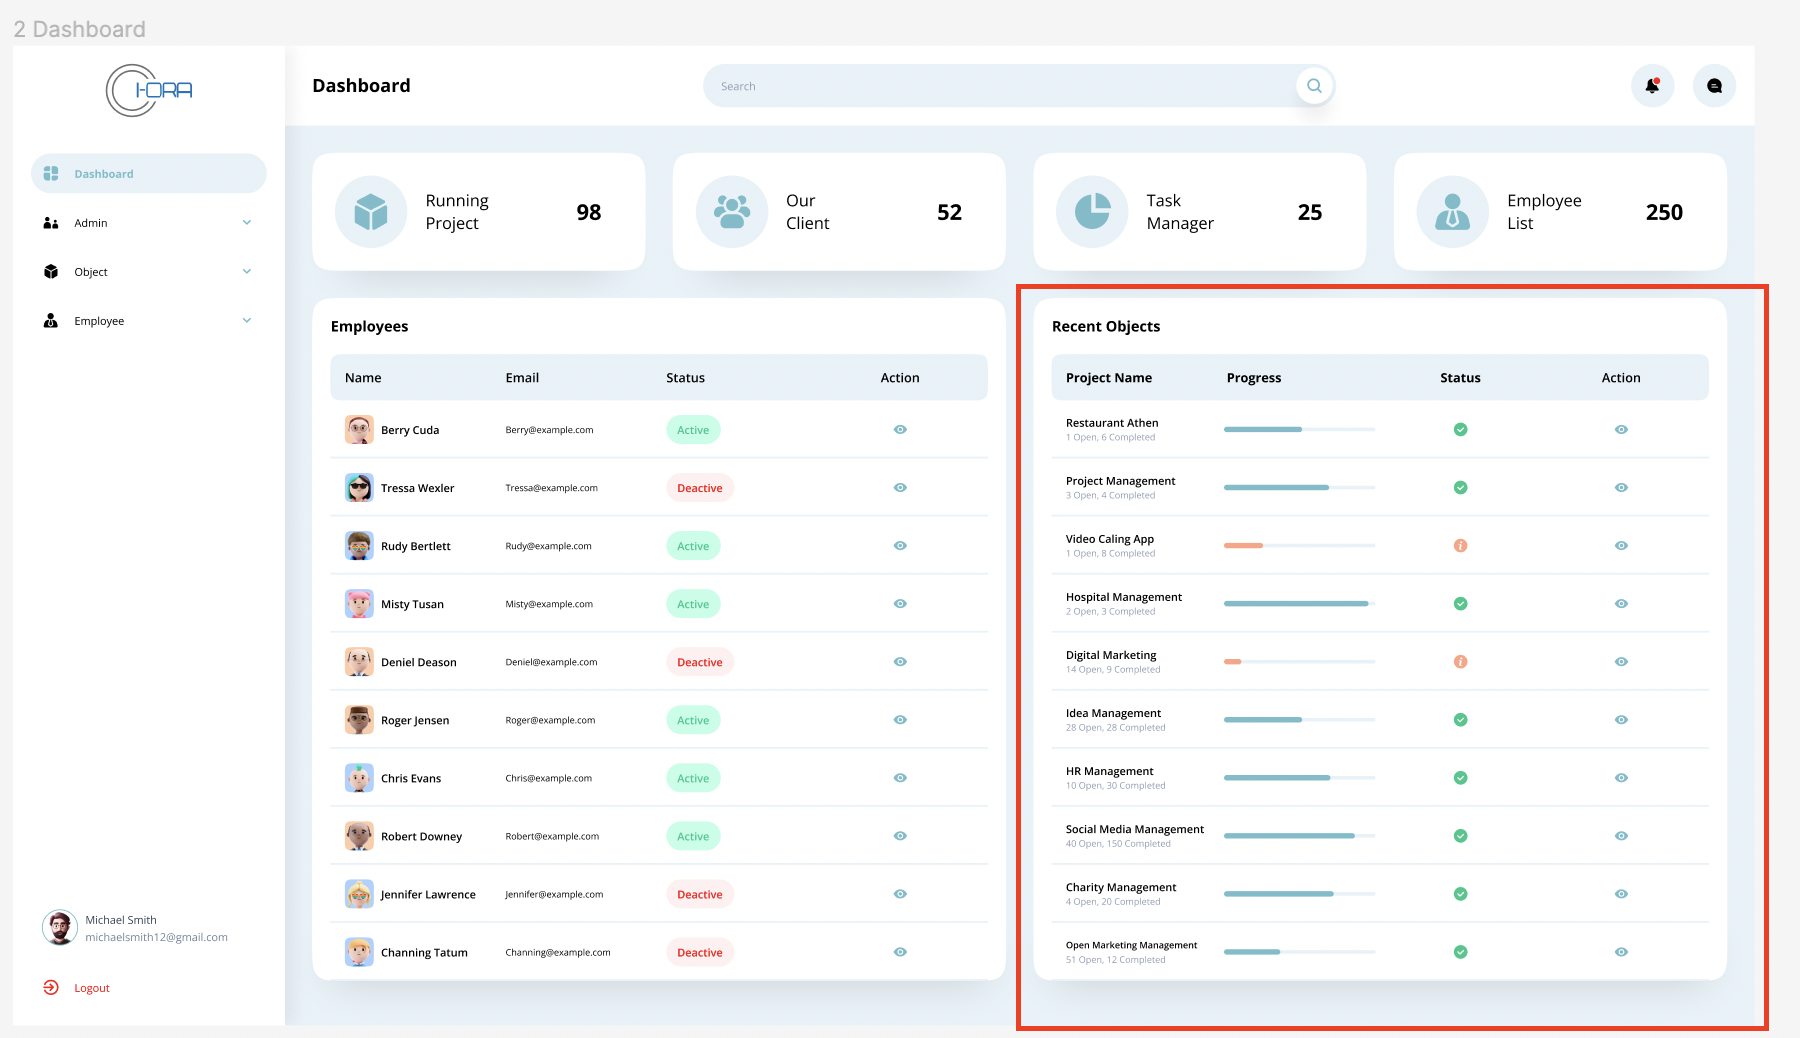 2 Dashboard
I-ORA
Dashboard
Search
Dashboard
Admin
Object
Employee
Running
Project
98
Our
Client
52
Task
Manager
25
Employee
List
250
Employees
Name Email Status Action
Berry Cuda Berry@example.com Active
Tressa Wexler Tressa@example.com Deactive
Rudy Bertlett Rudy@example.com Active
Misty Tusan Misty@example.com Active
Deniel Deason Deniel@example.com Deactive
Roger Jensen Roger@example.com Active
Chris Evans Chris@example.com Active
Robert Downey Robert@example.com Active
Jennifer Lawrence Jennifer@example.com Deactive
Channing Tatum Channing@example.com Deactive
Recent Objects
Project Name Progress Status Action
Restaurant Athen
1 Open, 6 Completed
Project Management
3 Open, 4 Completed
Video Caling App
1 Open, 8 Completed
Hospital Management
2 Open, 3 Completed
Digital Marketing
14 Open, 9 Completed
Idea Management
28 Open, 28 Completed
HR Management
10 Open, 30 Completed
Social Media Management
40 Open, 150 Completed
Charity Management
4 Open, 20 Completed
Open Marketing Management
51 Open, 12 Completed
Michael Smith
michaelsmith12@gmail.com
Logout